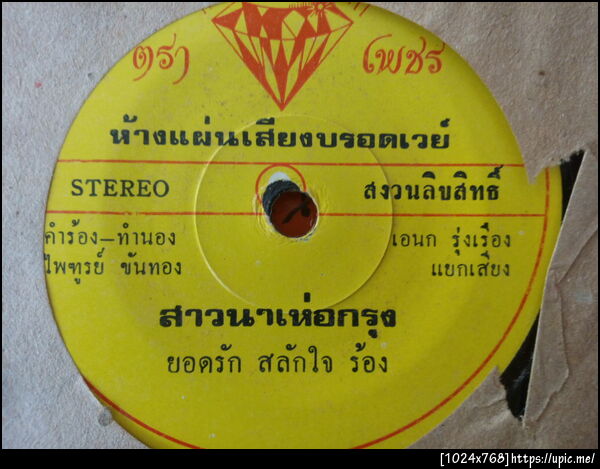 ตรา เพชร
ห้างแผ่นเสียงบรอดเวย์
STEREO สงวนลิขสิทธิ์
คำร้อง–ทำนอง เอนก รุ่งเรือง
ไพฑูรย์ ขันทอง แยกเสียง
สาวนาเห่อกรุง
ยอดรัก สลักใจ ร้อง
[1024x768]https://upic.me/